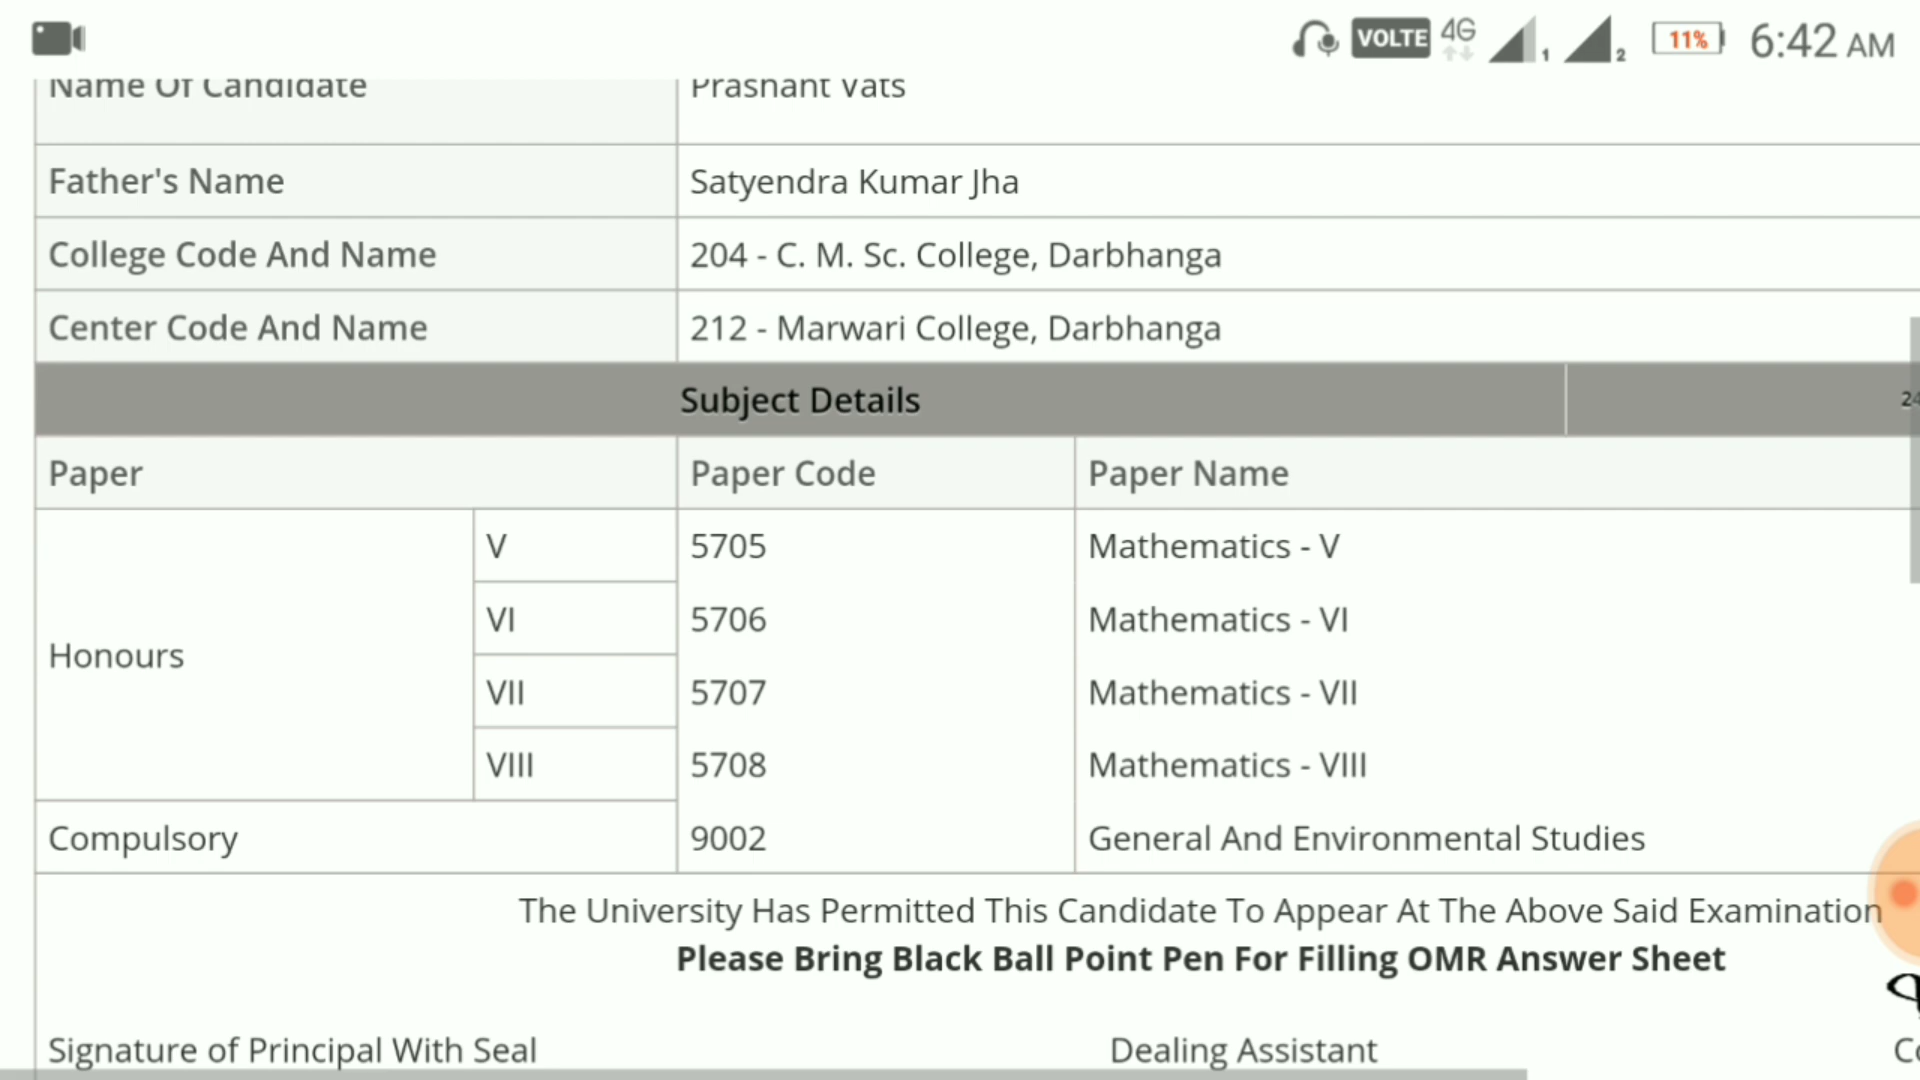 VOLTE 4G 1 2 11% 6:42 AM
Name Of Candidate Prashant Vats
Father's Name Satyendra Kumar Jha
College Code And Name 204 - C. M. Sc. College, Darbhanga
Center Code And Name 212 - Marwari College, Darbhanga
Subject Details
Paper Paper Code Paper Name
Honours
V 5705 Mathematics - V
VI 5706 Mathematics - VI
VII 5707 Mathematics - VII
VIII 5708 Mathematics - VIII
Compulsory 9002 General And Environmental Studies
The University Has Permitted This Candidate To Appear At The Above Said Examination
Please Bring Black Ball Point Pen For Filling OMR Answer Sheet
Signature of Principal With Seal Dealing Assistant